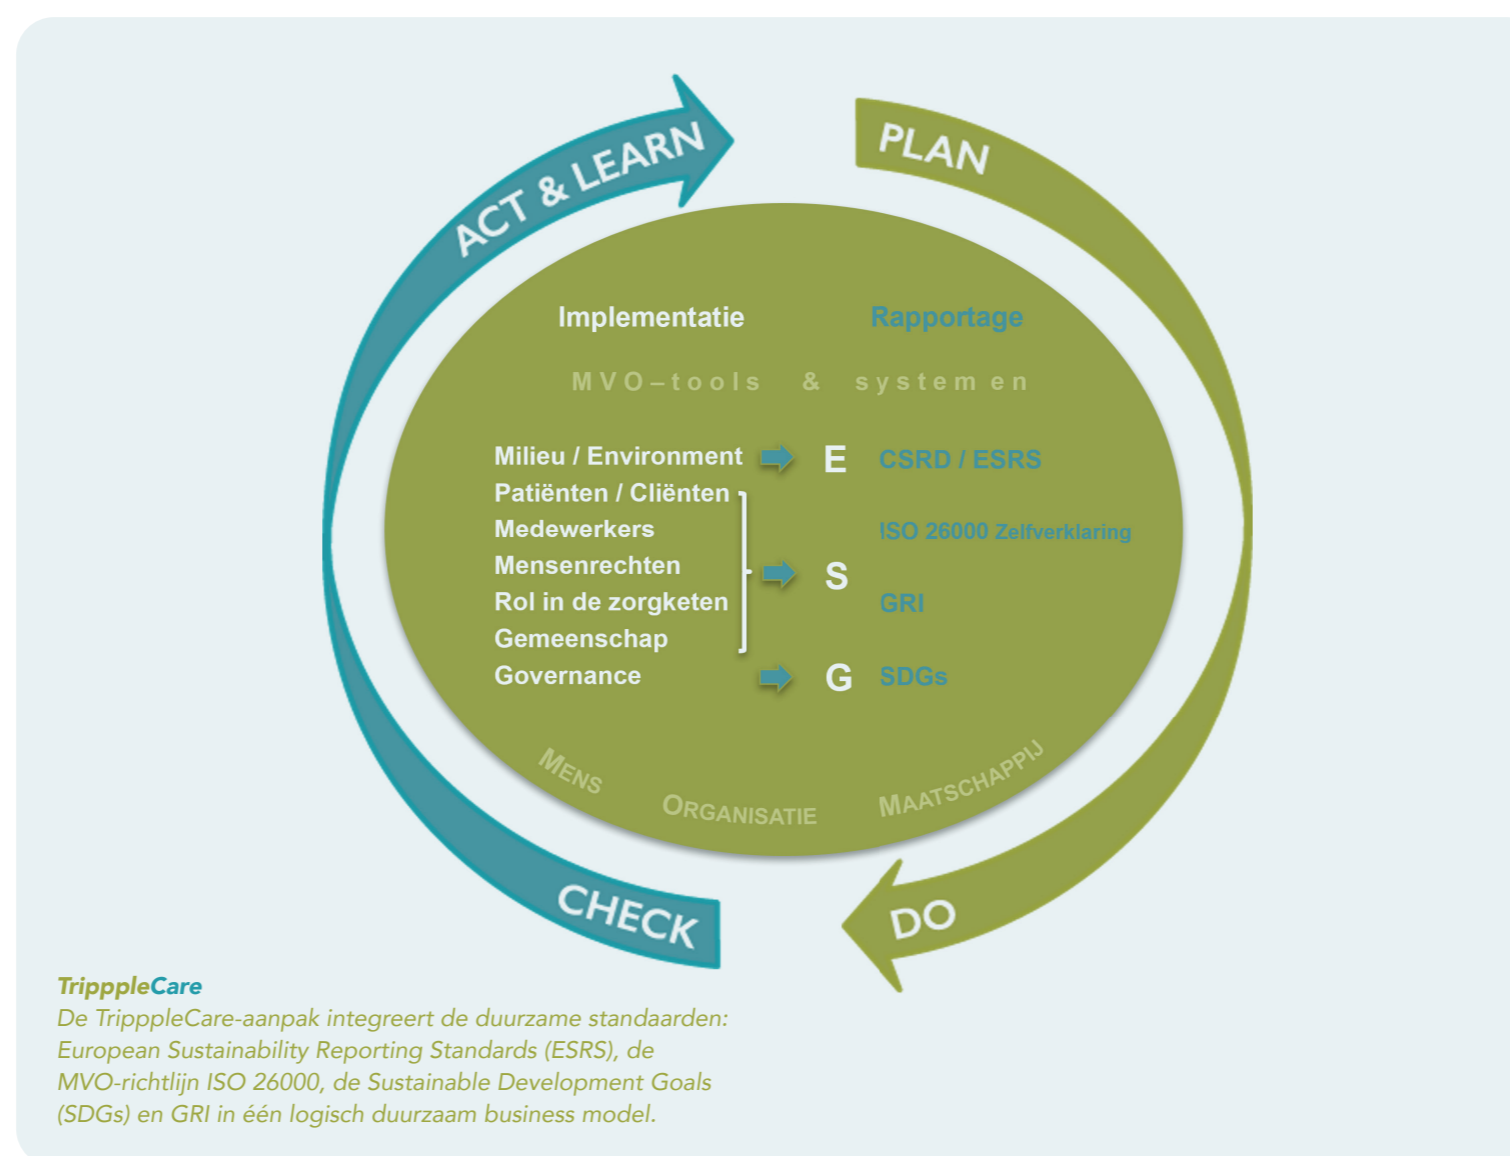 ACT & LEARN
PLAN
Implementatie
Rapportage
MVO–tools & systemen
Milieu / Environment
E
CSRD / ESRS
Patiënten / Cliënten
Medewerkers
ISO 26000 Zelfverklaring
Mensenrechten
S
Rol in de zorgketen
GRI
Gemeenschap
Governance
G
SDGs
MENS
ORGANISATIE
MAATSCHAPPIJ
CHECK
DO
TripppleCare
De TripppleCare-aanpak integreert de duurzame standaarden:
European Sustainability Reporting Standards (ESRS), de
MVO-richtlijn ISO 26000, de Sustainable Development Goals
(SDGs) en GRI in één logisch duurzaam business model.